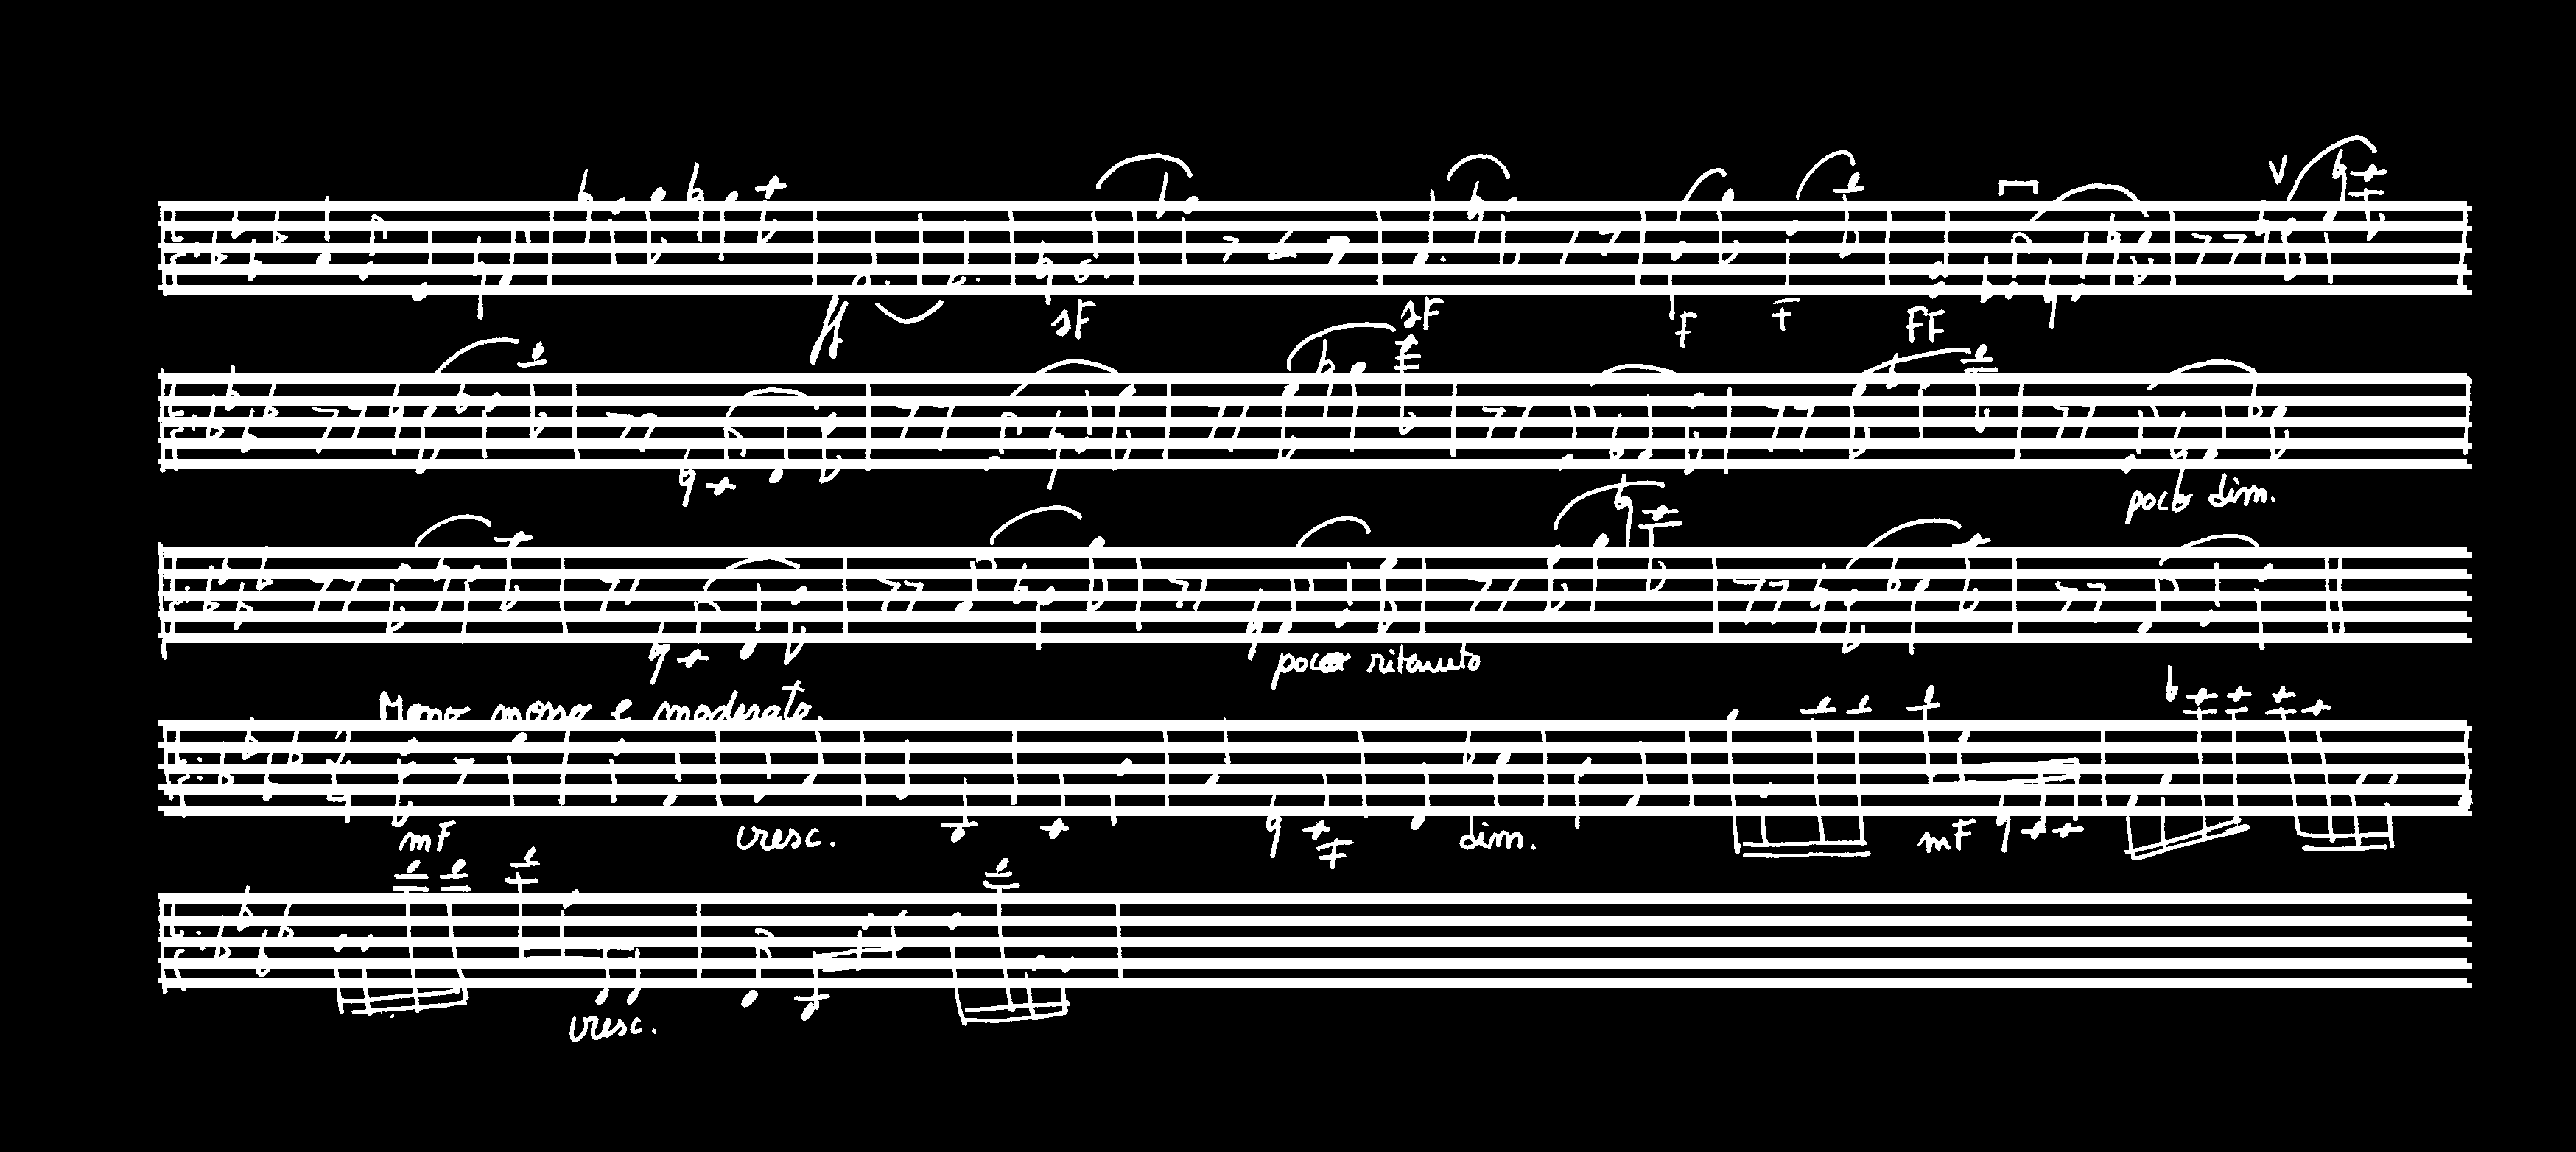 ff sF sF F F FF V
poco dim.
poco ritenuto
Meno mosso e moderato.
mF cresc. F dim. mF
cresc.